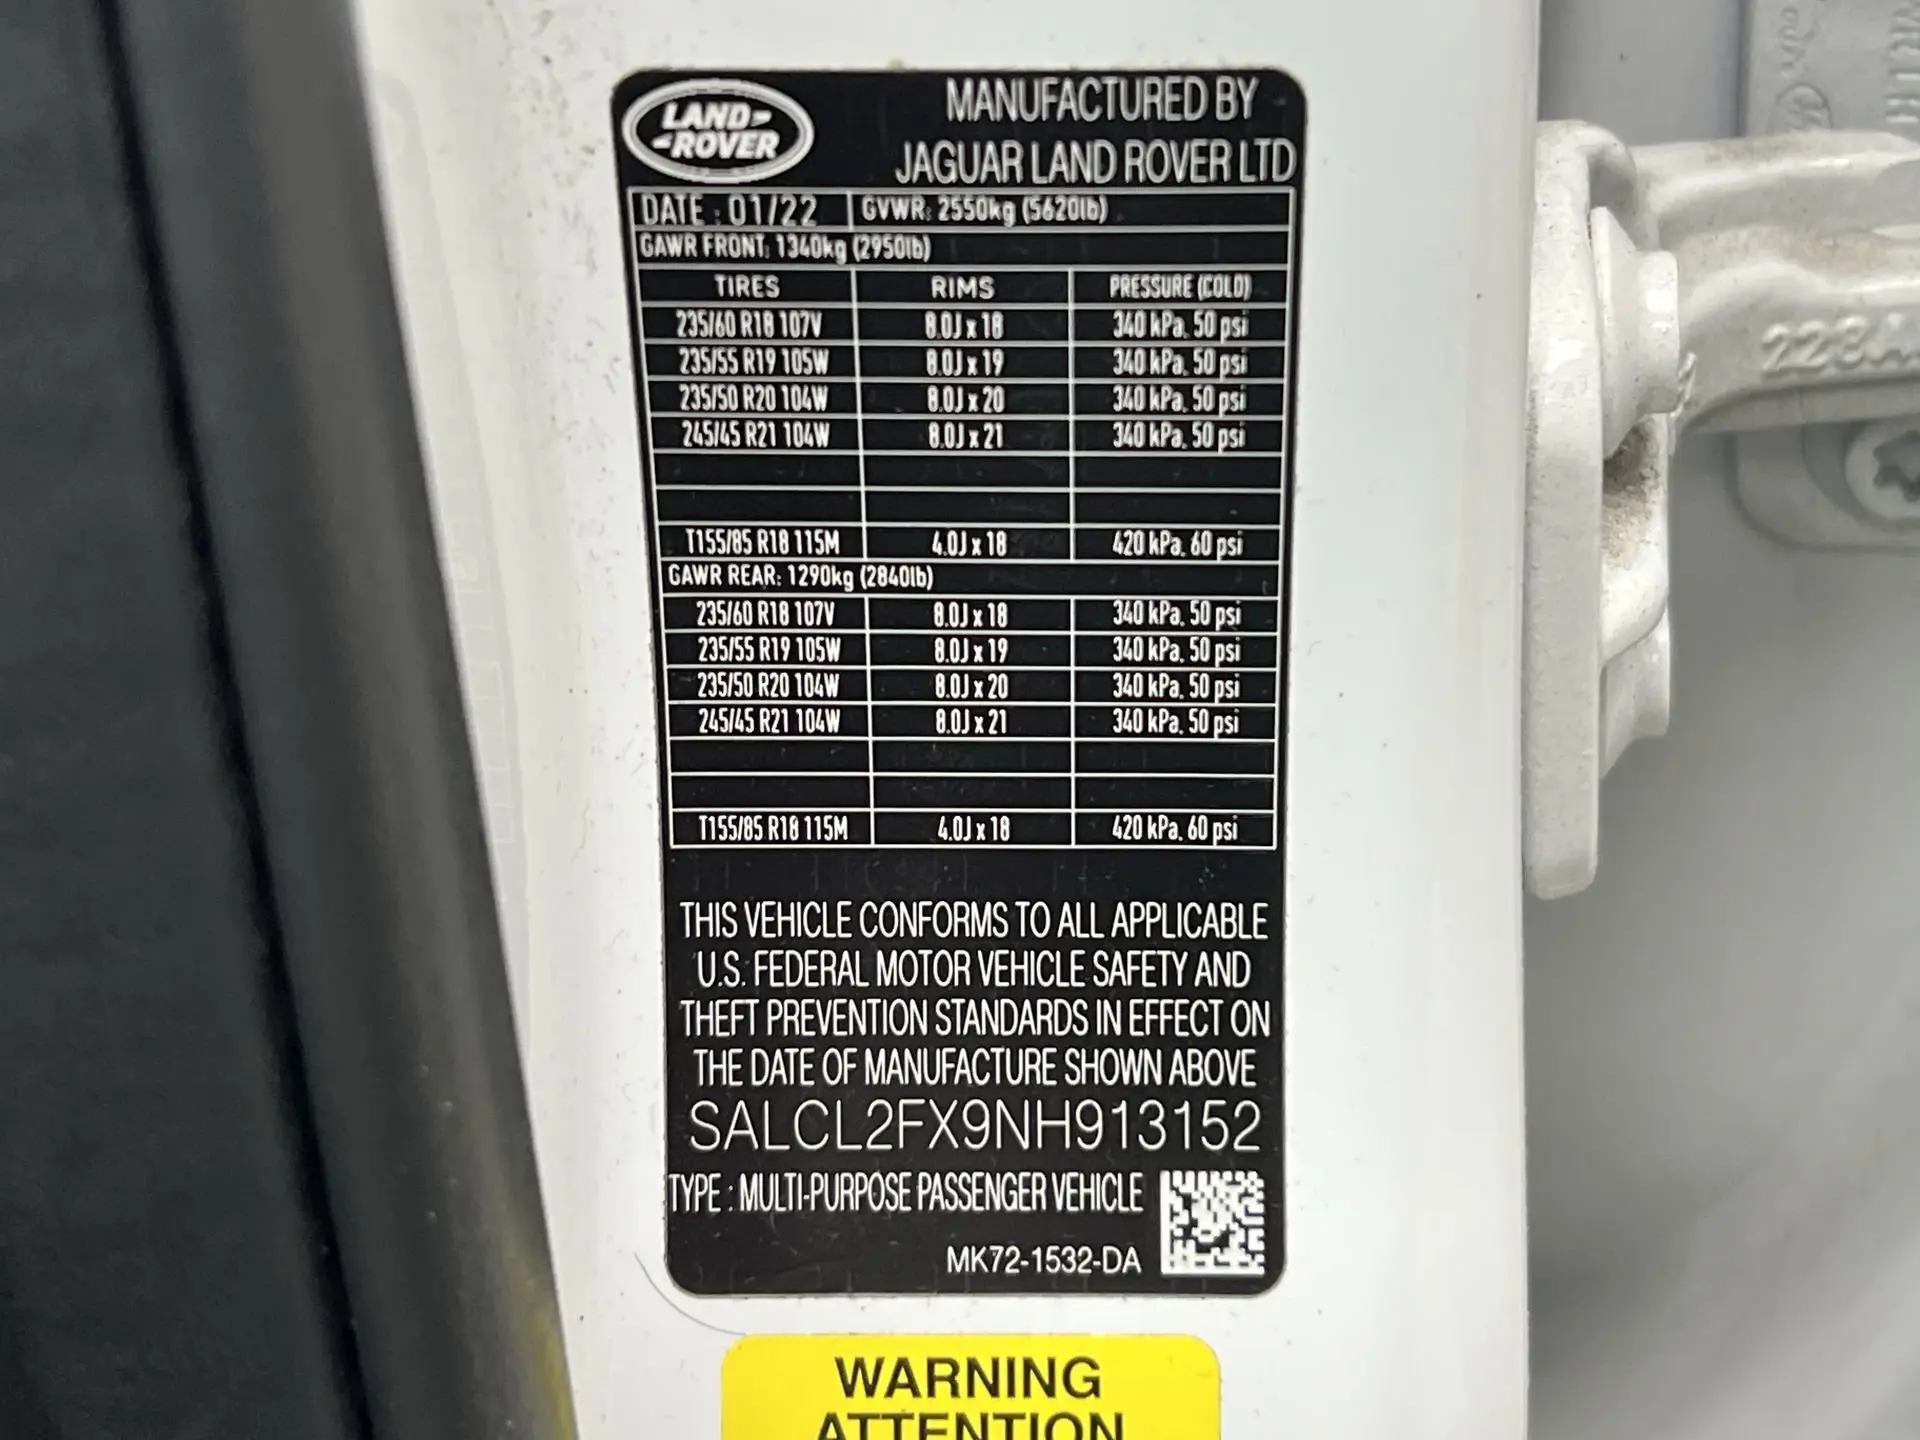 LAND-
-ROVER
MANUFACTURED BY
JAGUAR LAND ROVER LTD
DATE : 01/22 GVWR: 2550kg (5620lb)
GAWR FRONT: 1340kg (2950lb)
TIRES RIMS PRESSURE (COLD)
235/60 R18 107V 8.0J x 18 340 kPa, 50 psi
235/55 R19 105W 8.0J x 19 340 kPa, 50 psi
235/50 R20 104W 8.0J x 20 340 kPa, 50 psi
245/45 R21 104W 8.0J x 21 340 kPa, 50 psi
T155/85 R18 115M 4.0J x 18 420 kPa, 60 psi
GAWR REAR: 1290kg (2840lb)
235/60 R18 107V 8.0J x 18 340 kPa, 50 psi
235/55 R19 105W 8.0J x 19 340 kPa, 50 psi
235/50 R20 104W 8.0J x 20 340 kPa, 50 psi
245/45 R21 104W 8.0J x 21 340 kPa, 50 psi
T155/85 R18 115M 4.0J x 18 420 kPa, 60 psi
THIS VEHICLE CONFORMS TO ALL APPLICABLE
U.S. FEDERAL MOTOR VEHICLE SAFETY AND
THEFT PREVENTION STANDARDS IN EFFECT ON
THE DATE OF MANUFACTURE SHOWN ABOVE
SALCL2FX9NH913152
TYPE : MULTI-PURPOSE PASSENGER VEHICLE
MK72-1532-DA
WARNING
ATTENTION